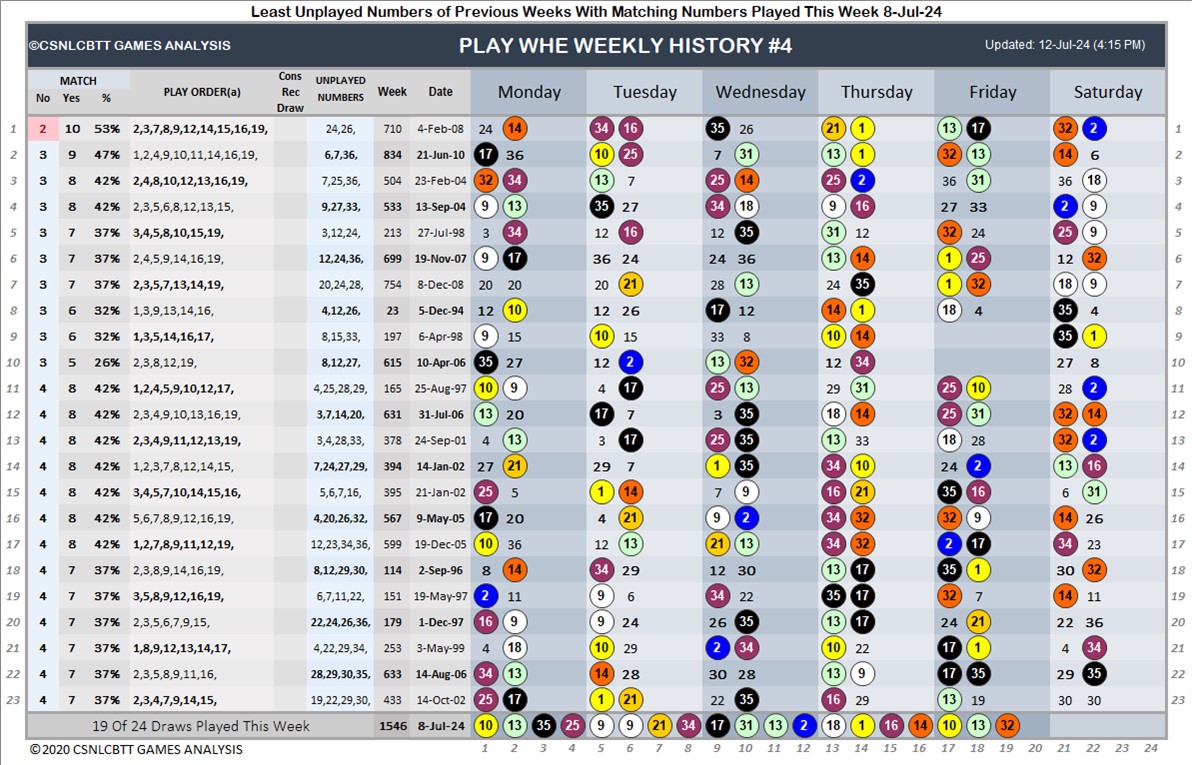 Least Unplayed Numbers of Previous Weeks With Matching Numbers Played This Week 8-Jul-24
©CSNLCBTT GAMES ANALYSIS PLAY WHE WEEKLY HISTORY #4 Updated: 12-Jul-24 (4:15 PM)
MATCH No Yes % PLAY ORDER(a) Cons Rec Draw UNPLAYED NUMBERS Week Date Monday Tuesday Wednesday Thursday Friday Saturday
1 2 10 53% 2,3,7,8,9,12,14,15,16,19, 24,26, 710 4-Feb-08 24 14 34 16 35 26 21 1 13 17 32 2 1
2 3 9 47% 1,2,4,9,10,11,14,16,19, 6,7,36, 834 21-Jun-10 17 36 10 25 7 31 13 1 32 13 14 6 2
3 3 8 42% 2,4,8,10,12,13,16,19, 7,25,36, 504 23-Feb-04 32 34 13 7 25 14 25 2 36 31 36 18 3
4 3 8 42% 2,3,5,6,8,12,13,15, 9,27,33, 533 13-Sep-04 9 13 35 27 34 18 9 16 27 33 2 9 4
5 3 7 37% 3,4,5,8,10,15,19, 3,12,24, 213 27-Jul-98 3 34 12 16 12 35 31 12 32 24 25 9 5
6 3 7 37% 2,4,5,9,14,16,19, 12,24,36, 699 19-Nov-07 9 17 36 24 24 36 13 14 1 25 12 32 6
7 3 7 37% 2,3,5,7,13,14,19, 20,24,28, 754 8-Dec-08 20 20 20 21 28 13 24 35 1 32 18 9 7
8 3 6 32% 1,3,9,13,14,16, 4,12,26, 23 5-Dec-94 12 10 12 26 17 12 14 1 18 4 35 4 8
9 3 6 32% 1,3,5,14,16,17, 8,15,33, 197 6-Apr-98 9 15 10 15 33 8 10 14 35 1 9
10 3 5 26% 2,3,8,12,19, 8,12,27, 615 10-Apr-06 35 27 12 2 13 32 12 34 27 8 10
11 4 8 42% 1,2,4,5,9,10,12,17, 4,25,28,29, 165 25-Aug-97 10 9 4 17 25 13 29 31 25 10 28 2 11
12 4 8 42% 2,3,4,9,10,13,16,19, 3,7,14,20, 631 31-Jul-06 13 20 17 7 3 35 18 14 25 31 32 14 12
13 4 8 42% 2,3,4,9,11,12,13,19, 3,4,28,33, 378 24-Sep-01 4 13 3 17 25 35 13 33 18 28 32 2 13
14 4 8 42% 1,2,3,7,8,12,14,15, 7,24,27,29, 394 14-Jan-02 27 21 29 7 1 35 34 10 24 2 13 16 14
15 4 8 42% 3,4,5,7,10,14,15,16, 5,6,7,16, 395 21-Jan-02 25 5 1 14 7 9 16 21 35 16 6 31 15
16 4 8 42% 5,6,7,8,9,12,16,19, 4,20,26,32, 567 9-May-05 17 20 4 21 9 2 34 32 32 9 14 26 16
17 4 8 42% 1,2,7,8,9,11,12,19, 12,23,34,36, 599 19-Dec-05 10 36 12 13 21 13 34 32 2 17 34 23 17
18 4 7 37% 2,3,8,9,14,16,19, 8,12,29,30, 114 2-Sep-96 8 14 34 29 12 30 13 17 35 1 30 32 18
19 4 7 37% 3,5,8,9,12,16,19, 6,7,11,22, 151 19-May-97 2 11 9 6 34 22 35 17 32 7 14 11 19
20 4 7 37% 2,3,5,6,7,9,15, 22,24,26,36, 179 1-Dec-97 16 9 9 24 26 35 13 17 24 21 22 36 20
21 4 7 37% 1,8,9,12,13,14,17, 4,22,29,34, 253 3-May-99 4 18 10 29 2 34 10 22 17 1 4 34 21
22 4 7 37% 2,3,5,8,9,11,16, 28,29,30,35, 633 14-Aug-06 34 13 14 28 30 28 13 9 17 35 29 35 22
23 4 7 37% 2,3,4,7,9,14,15, 19,22,29,30, 433 14-Oct-02 25 17 1 21 22 35 16 29 13 19 30 30 23
19 Of 24 Draws Played This Week 1546 8-Jul-24 10 13 35 25 9 9 21 34 17 31 13 2 18 1 16 14 10 13 32
© 2020 CSNLCBTT GAMES ANALYSIS 1 2 3 4 5 6 7 8 9 10 11 12 13 14 15 16 17 18 19 20 21 22 23 24